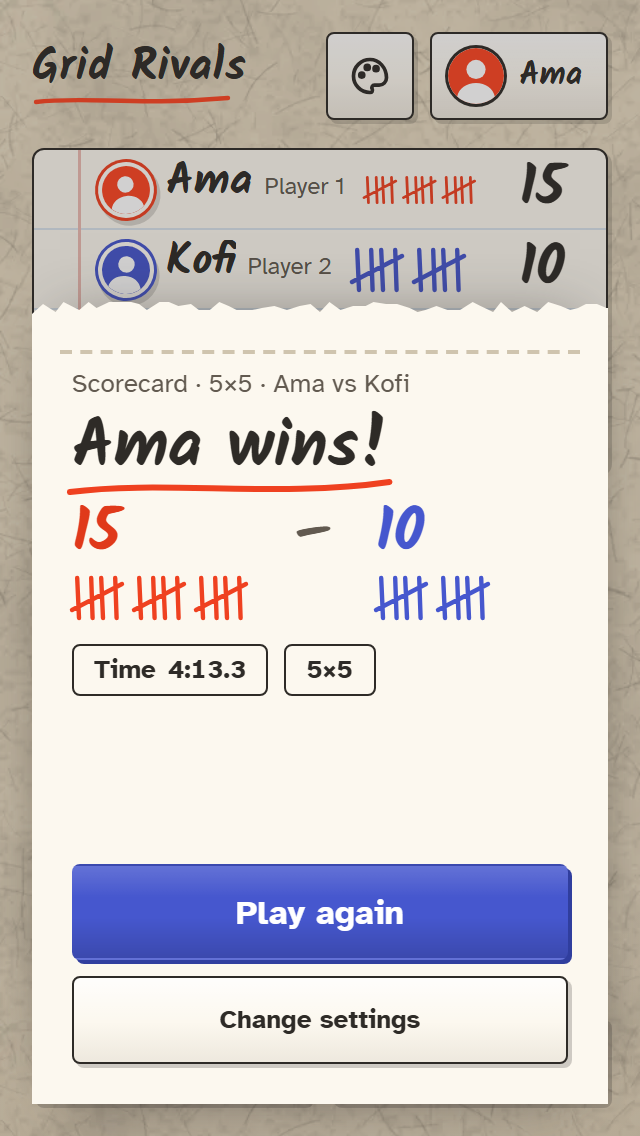 Grid Rivals
Ama
Ama Player 1 15
Kofi Player 2 10
Scorecard · 5×5 · Ama vs Kofi
Ama wins!
15 – 10
Time 4:13.3 5×5
Play again
Change settings